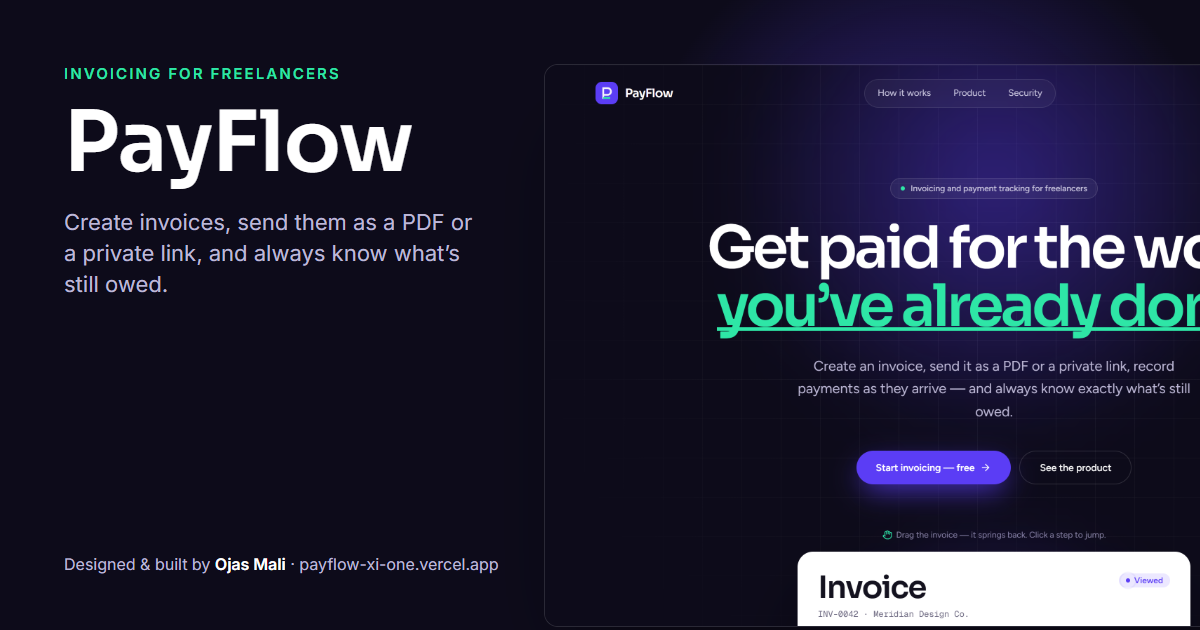 INVOICING FOR FREELANCERS
PayFlow
Create invoices, send them as a PDF or
a private link, and always know what’s
still owed.
Designed & built by Ojas Mali · payflow-xi-one.vercel.app
PayFlow
How it works Product Security
Invoicing and payment tracking for freelancers
Get paid for the wo
you’ve already don
Create an invoice, send it as a PDF or a private link, record
payments as they arrive — and always know exactly what’s still
owed.
Start invoicing — free →
See the product
Drag the invoice — it springs back. Click a step to jump.
Invoice
Viewed
INV-0042 · Meridian Design Co.